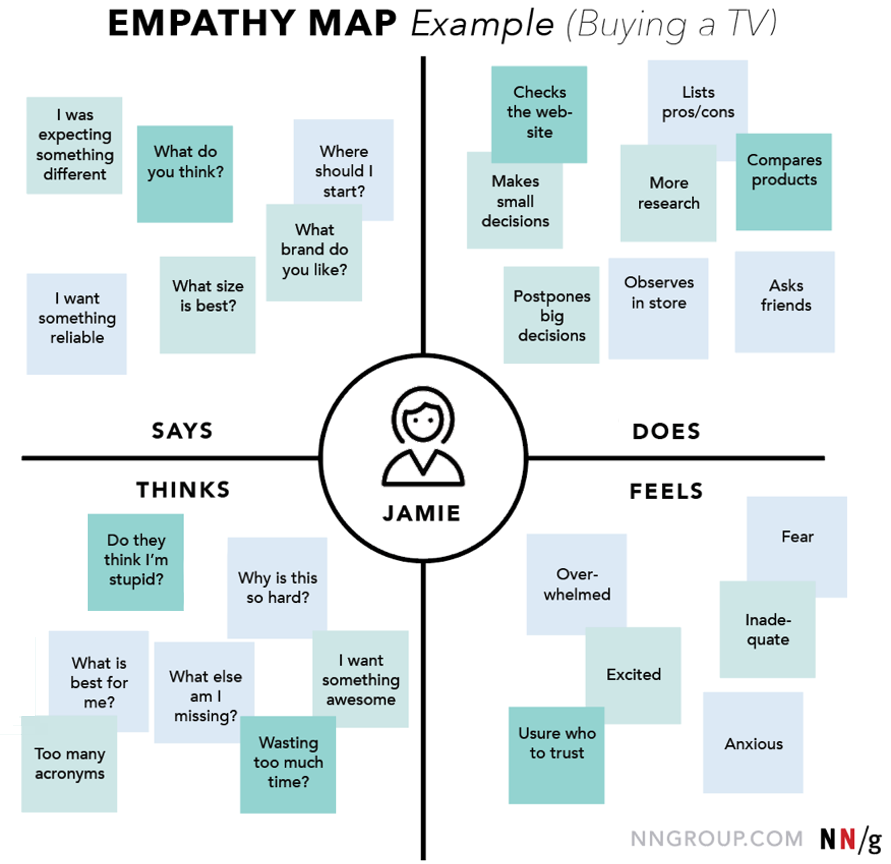 EMPATHY MAP Example (Buying a TV)
I was
expecting
something
different
What do
you think?
Where
should I
start?
What
brand do
you like?
What size
is best?
I want
something
reliable
SAYS
Checks
the web-
site
Lists
pros/cons
Compares
products
Makes
small
decisions
More
research
Postpones
big
decisions
Observes
in store
Asks
friends
DOES
JAMIE
THINKS
Do they
think I'm
stupid?
Why is this
so hard?
What is
best for
me?
What else
am I
missing?
I want
something
awesome
Too many
acronyms
Wasting
too much
time?
FEELS
Fear
Over-
whelmed
Inade-
quate
Excited
Usure who
to trust
Anxious
NNGROUP.COM NN/g